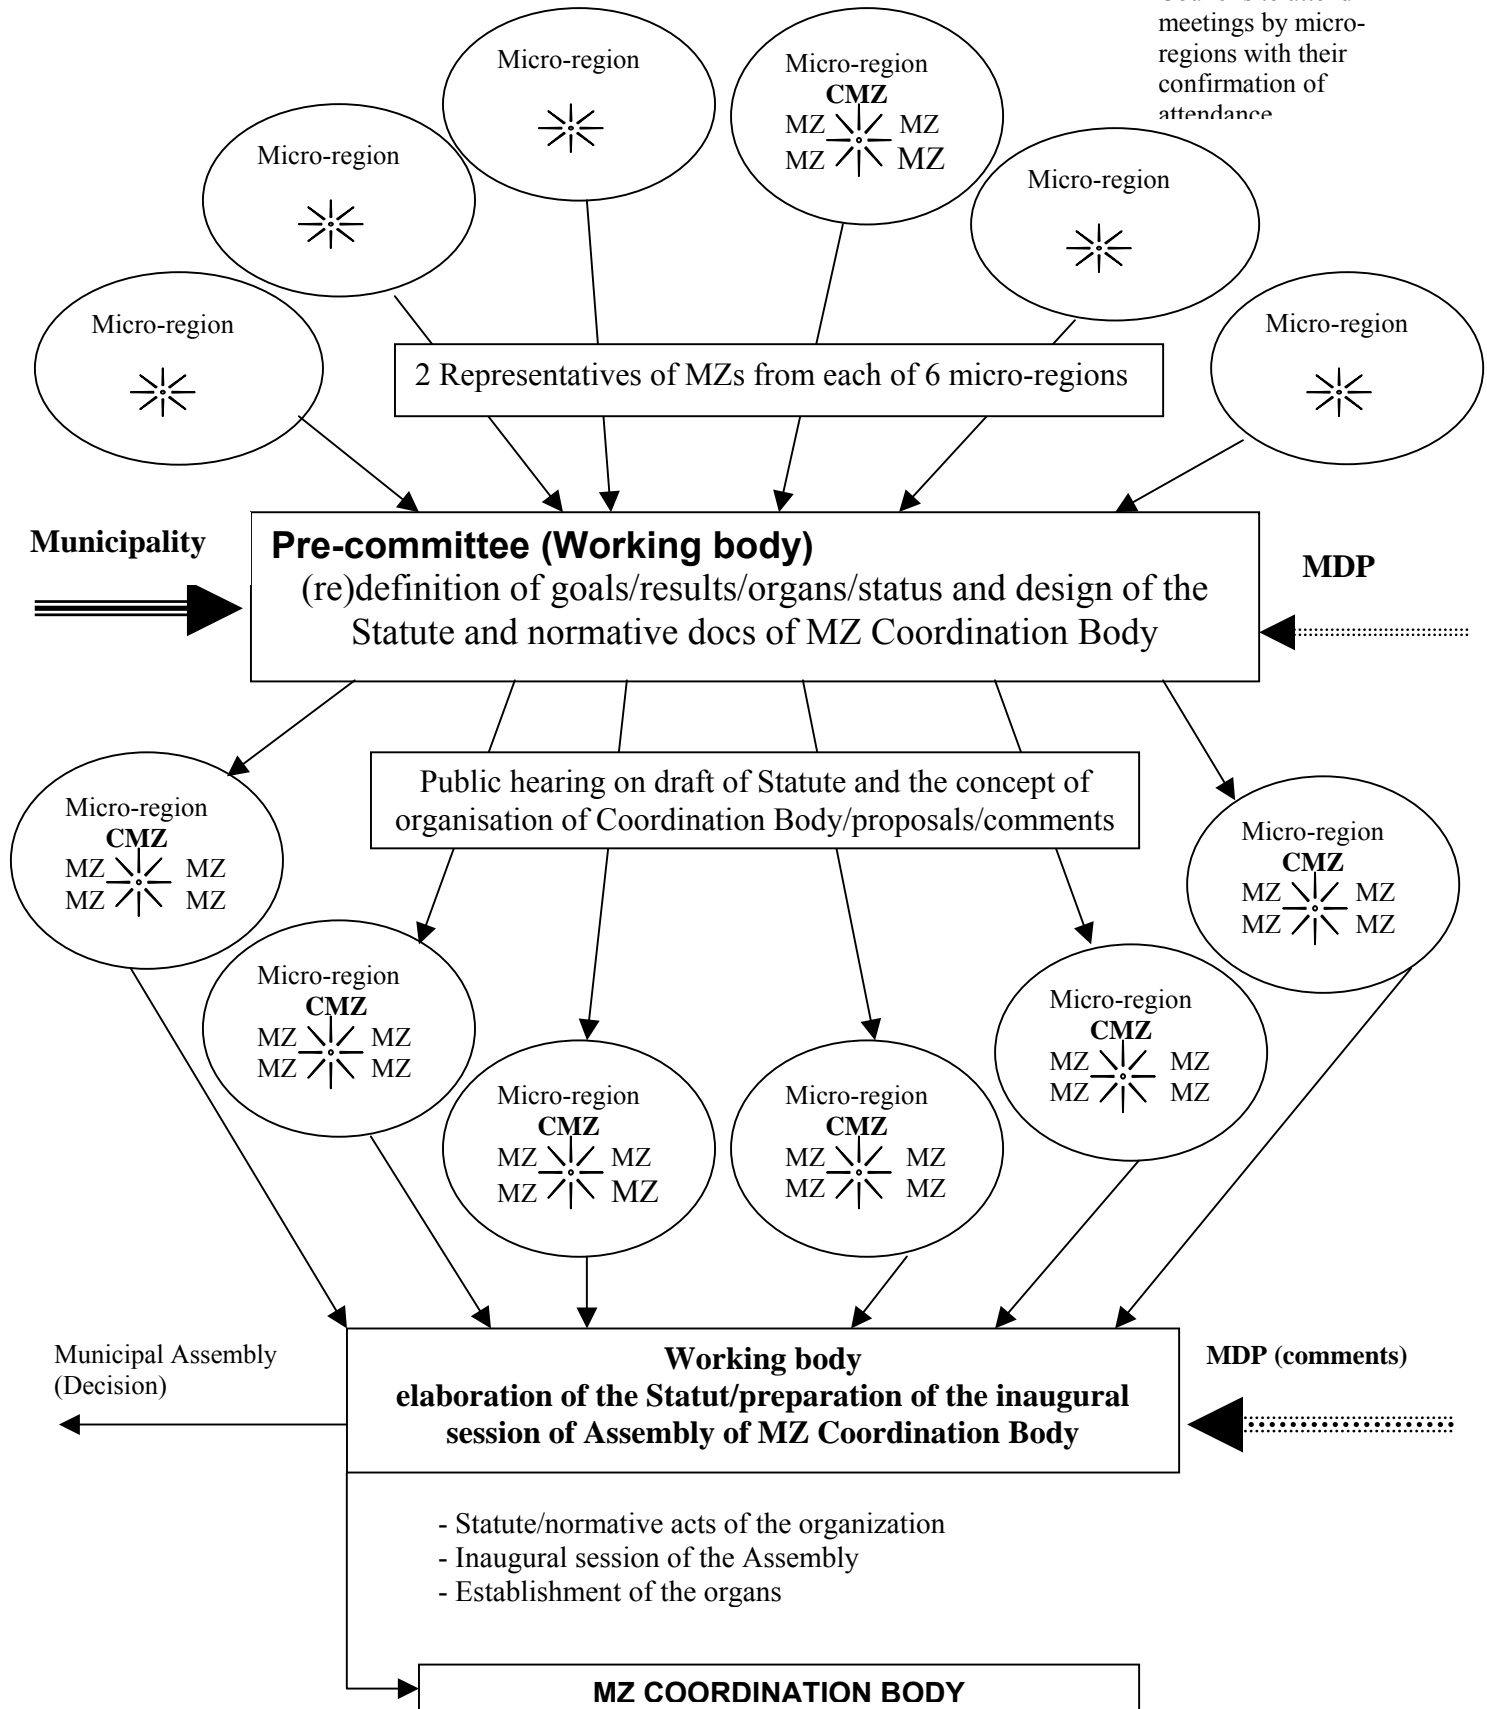 meetings by micro-
regions with their
confirmation of
attendance
Micro-region
Micro-region
CMZ
MZ MZ
MZ MZ
Micro-region
Micro-region
Micro-region
Micro-region
2 Representatives of MZs from each of 6 micro-regions
Municipality
Pre-committee (Working body)
(re)definition of goals/results/organs/status and design of the
Statute and normative docs of MZ Coordination Body
MDP
Public hearing on draft of Statute and the concept of
organisation of Coordination Body/proposals/comments
Micro-region
CMZ
MZ MZ
MZ MZ
Micro-region
CMZ
MZ MZ
MZ MZ
Micro-region
CMZ
MZ MZ
MZ MZ
Micro-region
CMZ
MZ MZ
MZ MZ
Micro-region
CMZ
MZ MZ
MZ MZ
Micro-region
CMZ
MZ MZ
MZ MZ
Municipal Assembly
(Decision)
Working body
elaboration of the Statut/preparation of the inaugural
session of Assembly of MZ Coordination Body
MDP (comments)
- Statute/normative acts of the organization
- Inaugural session of the Assembly
- Establishment of the organs
MZ COORDINATION BODY